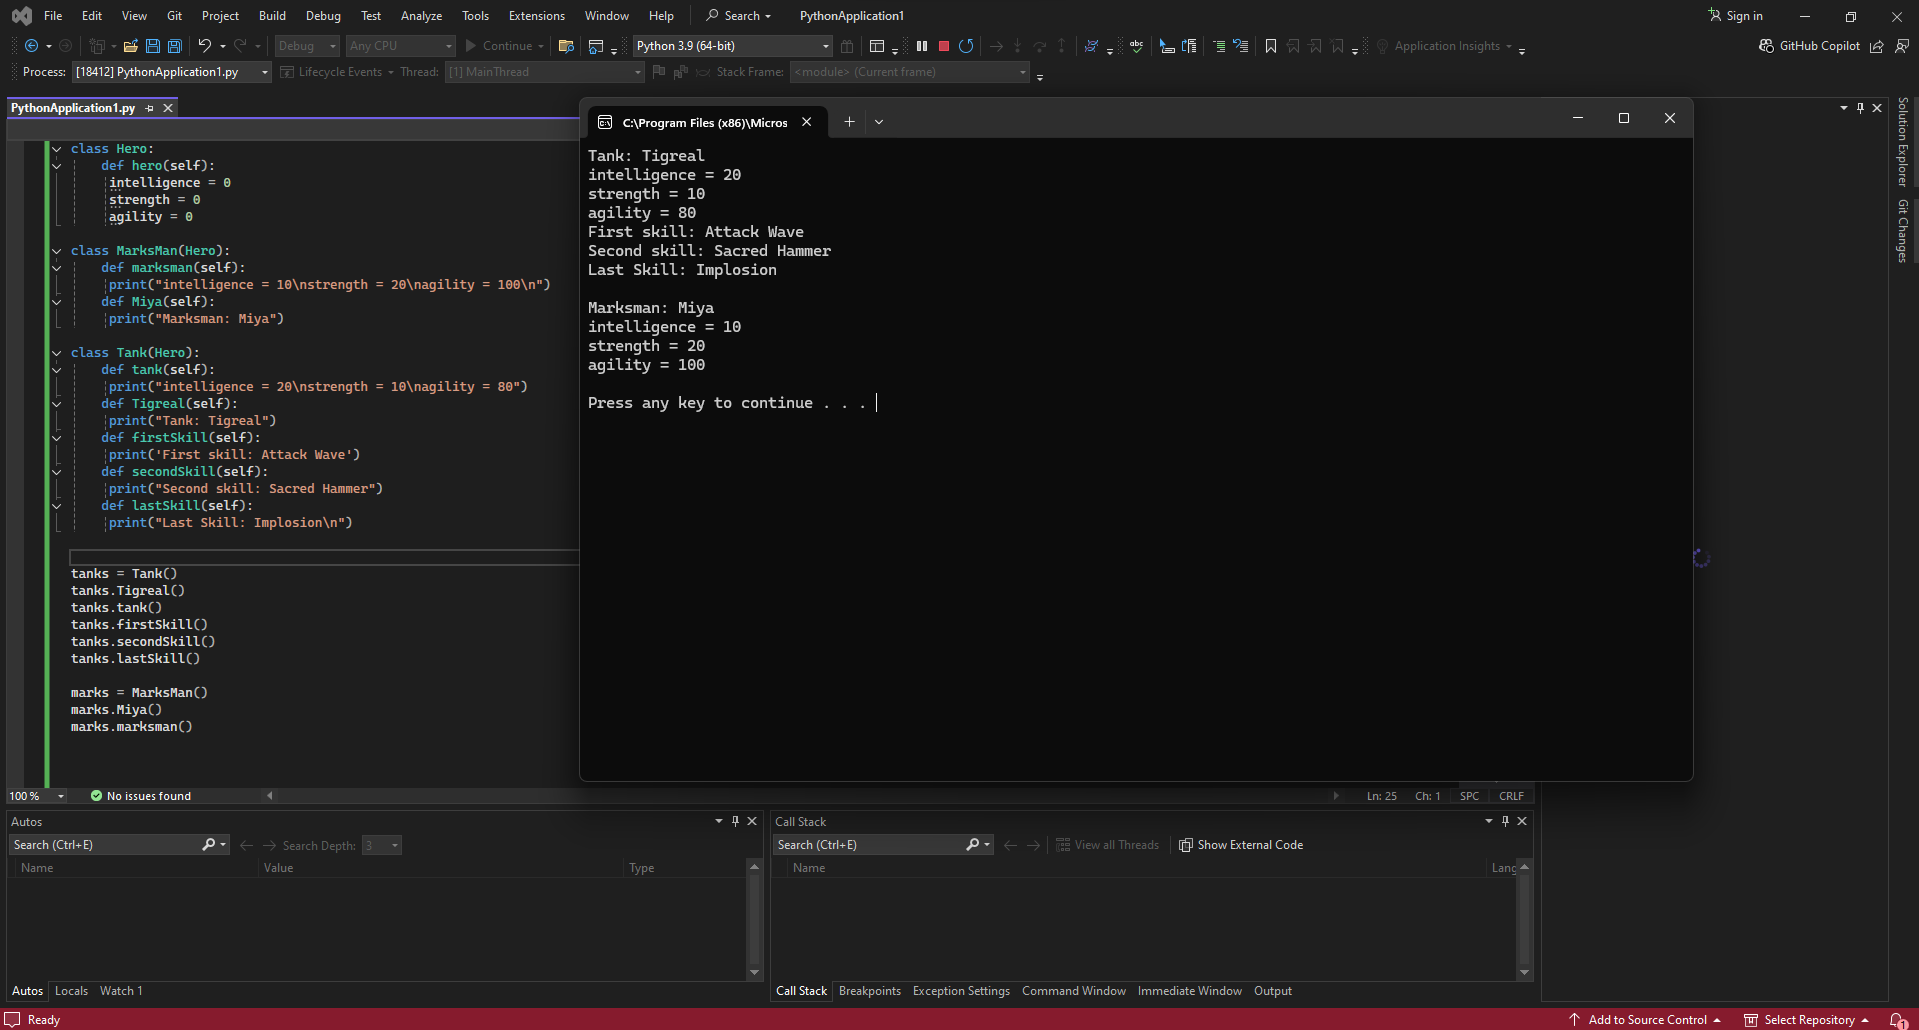 File Edit View Git Project Build Debug Test Analyze Tools Extensions Window Help Search PythonApplication1 Sign in
Debug Any CPU Continue Python 3.9 (64-bit) Application Insights GitHub Copilot
Process: [18412] PythonApplication1.py Lifecycle Events Thread: [1] MainThread Stack Frame: <module> (Current frame)
PythonApplication1.py
class Hero:
def hero(self):
intelligence = 0
strength = 0
agility = 0
class MarksMan(Hero):
def marksman(self):
print("intelligence = 10\nstrength = 20\nagility = 100\n")
def Miya(self):
print("Marksman: Miya")
class Tank(Hero):
def tank(self):
print("intelligence = 20\nstrength = 10\nagility = 80")
def Tigreal(self):
print("Tank: Tigreal")
def firstSkill(self):
print('First skill: Attack Wave')
def secondSkill(self):
print("Second skill: Sacred Hammer")
def lastSkill(self):
print("Last Skill: Implosion\n")
tanks = Tank()
tanks.Tigreal()
tanks.tank()
tanks.firstSkill()
tanks.secondSkill()
tanks.lastSkill()
marks = MarksMan()
marks.Miya()
marks.marksman()
C:\Program Files (x86)\Micros
Tank: Tigreal
intelligence = 20
strength = 10
agility = 80
First skill: Attack Wave
Second skill: Sacred Hammer
Last Skill: Implosion
Marksman: Miya
intelligence = 10
strength = 20
agility = 100
Press any key to continue . . .
Solution Explorer
Git Changes
100 % No issues found Ln: 25 Ch: 1 SPC CRLF
Autos
Search (Ctrl+E) Search Depth: 3
Name Value Type
Autos Locals Watch 1
Call Stack
Search (Ctrl+E) View all Threads Show External Code
Name Lang
Call Stack Breakpoints Exception Settings Command Window Immediate Window Output
Ready Add to Source Control Select Repository 1